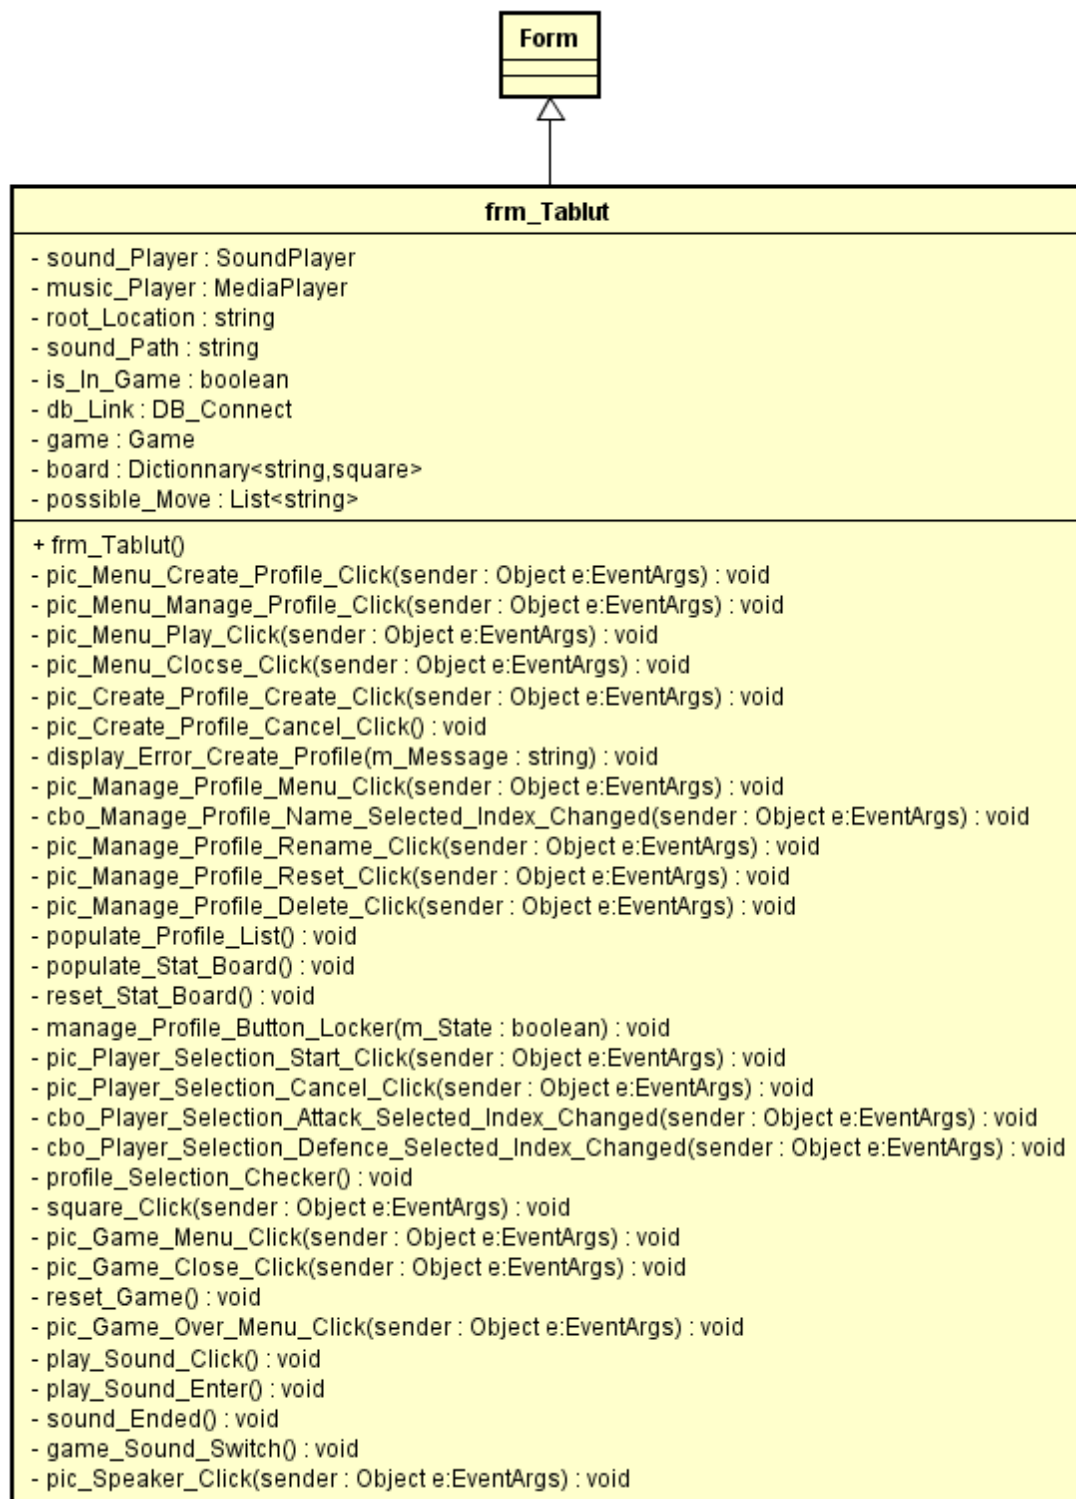 Form
frm_Tablut
- sound_Player : SoundPlayer
- music_Player : MediaPlayer
- root_Location : string
- sound_Path : string
- is_In_Game : boolean
- db_Link : DB_Connect
- game : Game
- board : Dictionnary<string,square>
- possible_Move : List<string>
+ frm_Tablut()
- pic_Menu_Create_Profile_Click(sender : Object e:EventArgs) : void
- pic_Menu_Manage_Profile_Click(sender : Object e:EventArgs) : void
- pic_Menu_Play_Click(sender : Object e:EventArgs) : void
- pic_Menu_Clocse_Click(sender : Object e:EventArgs) : void
- pic_Create_Profile_Create_Click(sender : Object e:EventArgs) : void
- pic_Create_Profile_Cancel_Click() : void
- display_Error_Create_Profile(m_Message : string) : void
- pic_Manage_Profile_Menu_Click(sender : Object e:EventArgs) : void
- cbo_Manage_Profile_Name_Selected_Index_Changed(sender : Object e:EventArgs) : void
- pic_Manage_Profile_Rename_Click(sender : Object e:EventArgs) : void
- pic_Manage_Profile_Reset_Click(sender : Object e:EventArgs) : void
- pic_Manage_Profile_Delete_Click(sender : Object e:EventArgs) : void
- populate_Profile_List() : void
- populate_Stat_Board() : void
- reset_Stat_Board() : void
- manage_Profile_Button_Locker(m_State : boolean) : void
- pic_Player_Selection_Start_Click(sender : Object e:EventArgs) : void
- pic_Player_Selection_Cancel_Click(sender : Object e:EventArgs) : void
- cbo_Player_Selection_Attack_Selected_Index_Changed(sender : Object e:EventArgs) : void
- cbo_Player_Selection_Defence_Selected_Index_Changed(sender : Object e:EventArgs) : void
- profile_Selection_Checker() : void
- square_Click(sender : Object e:EventArgs) : void
- pic_Game_Menu_Click(sender : Object e:EventArgs) : void
- pic_Game_Close_Click(sender : Object e:EventArgs) : void
- reset_Game() : void
- pic_Game_Over_Menu_Click(sender : Object e:EventArgs) : void
- play_Sound_Click() : void
- play_Sound_Enter() : void
- sound_Ended() : void
- game_Sound_Switch() : void
- pic_Speaker_Click(sender : Object e:EventArgs) : void